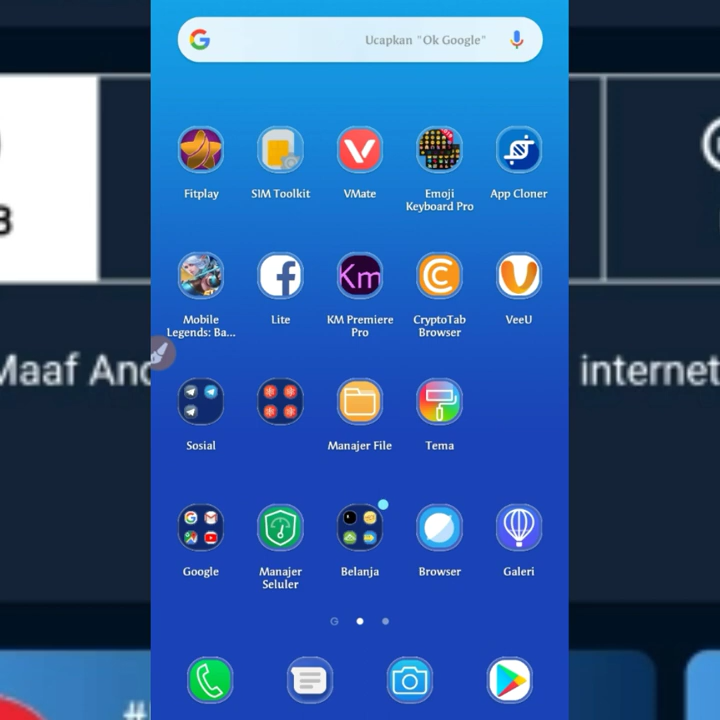 Ucapkan "Ok Google"
Fitplay
SIM Toolkit
VMate
Emoji
Keyboard Pro
App Cloner
Mobile
Legends: Ba...
Lite
KM Premiere
Pro
CryptoTab
Browser
VeeU
Km
Sosial
Manajer File
Tema
Google
Manajer
Seluler
Belanja
Browser
Galeri
Maaf
internet
#